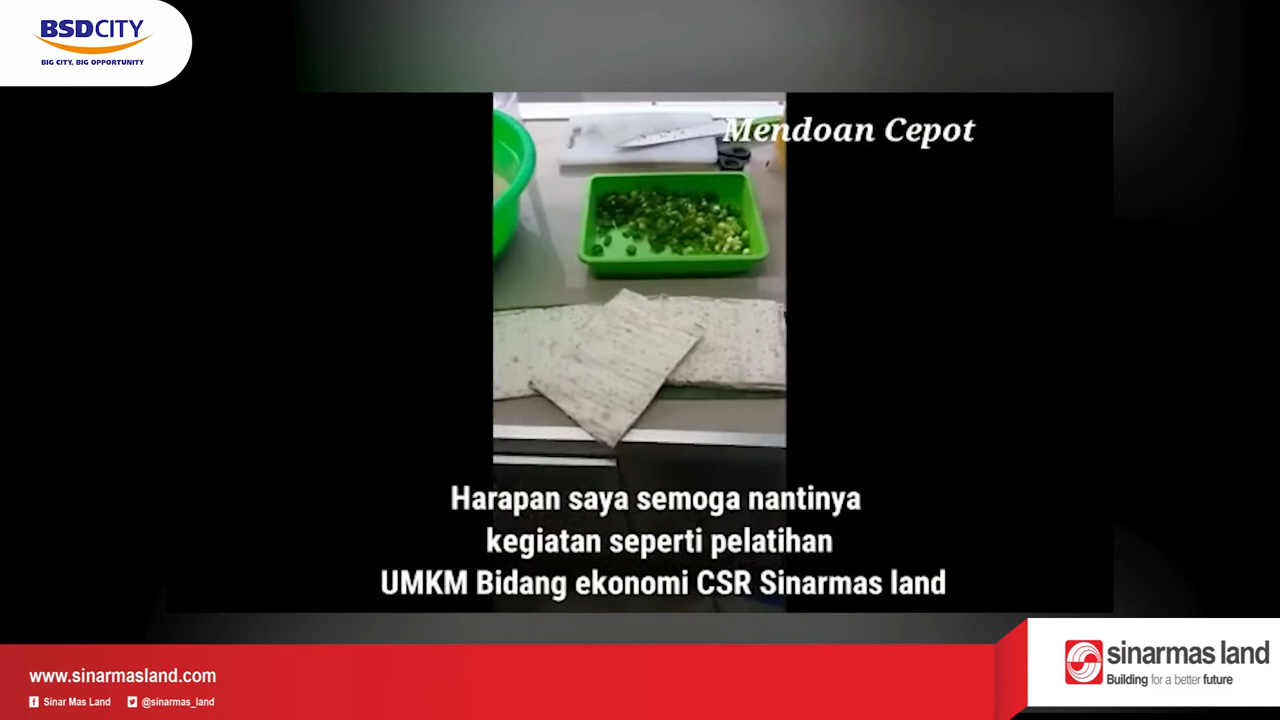 BSDCITY
BIG CITY, BIG OPPORTUNITY
Mendoan Cepot
Harapan saya semoga nantinya
kegiatan seperti pelatihan
UMKM Bidang ekonomi CSR Sinarmas land
www.sinarmasland.com
Sinar Mas Land @sinarmas_land
sinarmas land
Building for a better future